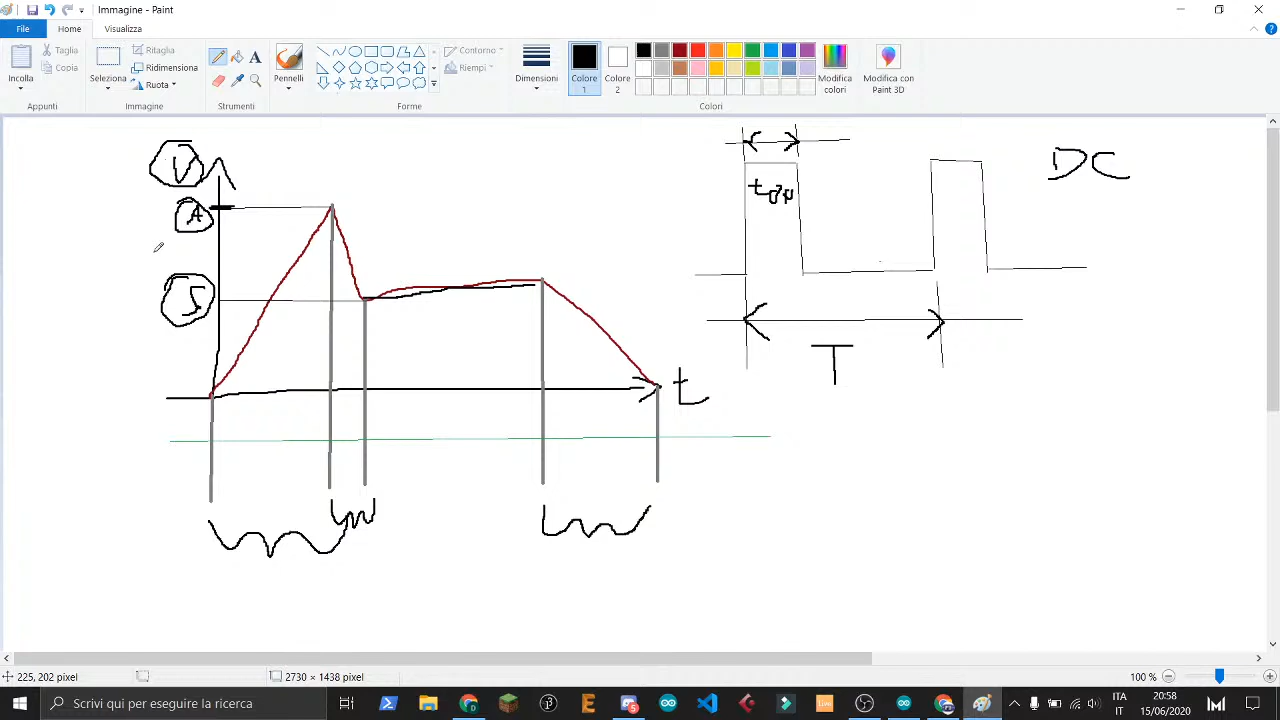 Immagine - Paint
File
Home
Visualizza
Incolla
Taglia
Copia
Appunti
Seleziona
Ritaglia
Ridimensiona
Ruota
Immagine
Strumenti
Pennelli
Forme
Contorno
Riempi
Dimensioni
Colore
1
Colore
2
Modifica
colori
Colori
Modifica con
Paint 3D
V
A
S
t
ton
T
DC
225, 202 pixel
2730 × 1438 pixel
100 %
Scrivi qui per eseguire la ricerca
ITA
IT
20:58
15/06/2020